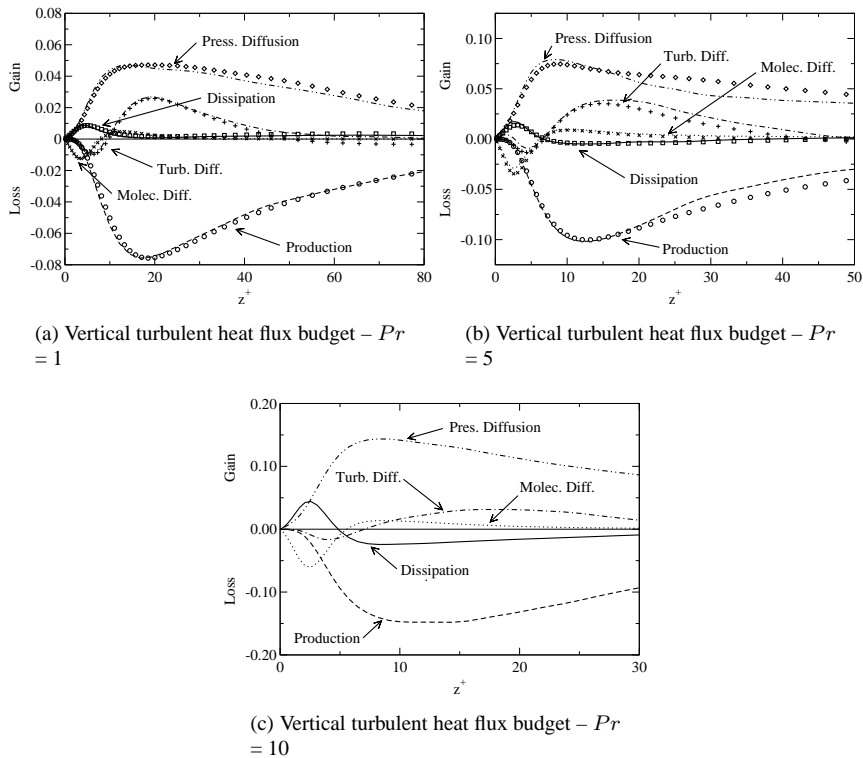 0.08
0.06
0.04
0.02
0.00
-0.02
-0.04
-0.06
-0.08
Gain
Loss
Press. Diffusion
Dissipation
Turb. Diff.
Molec. Diff.
Production
0 20 40 60 80
z+
(a) Vertical turbulent heat flux budget – Pr
= 1
0.10
0.05
0.00
-0.05
-0.10
Gain
Loss
Pres. Diffusion
Turb. Diff.
Molec. Diff.
Dissipation
Production
0 10 20 30 40 50
z+
(b) Vertical turbulent heat flux budget – Pr
= 5
0.20
0.10
0.00
-0.10
-0.20
Gain
Loss
Pres. Diffusion
Turb. Diff.
Molec. Diff.
Dissipation
Production
0 10 20 30
z+
(c) Vertical turbulent heat flux budget – Pr
= 10